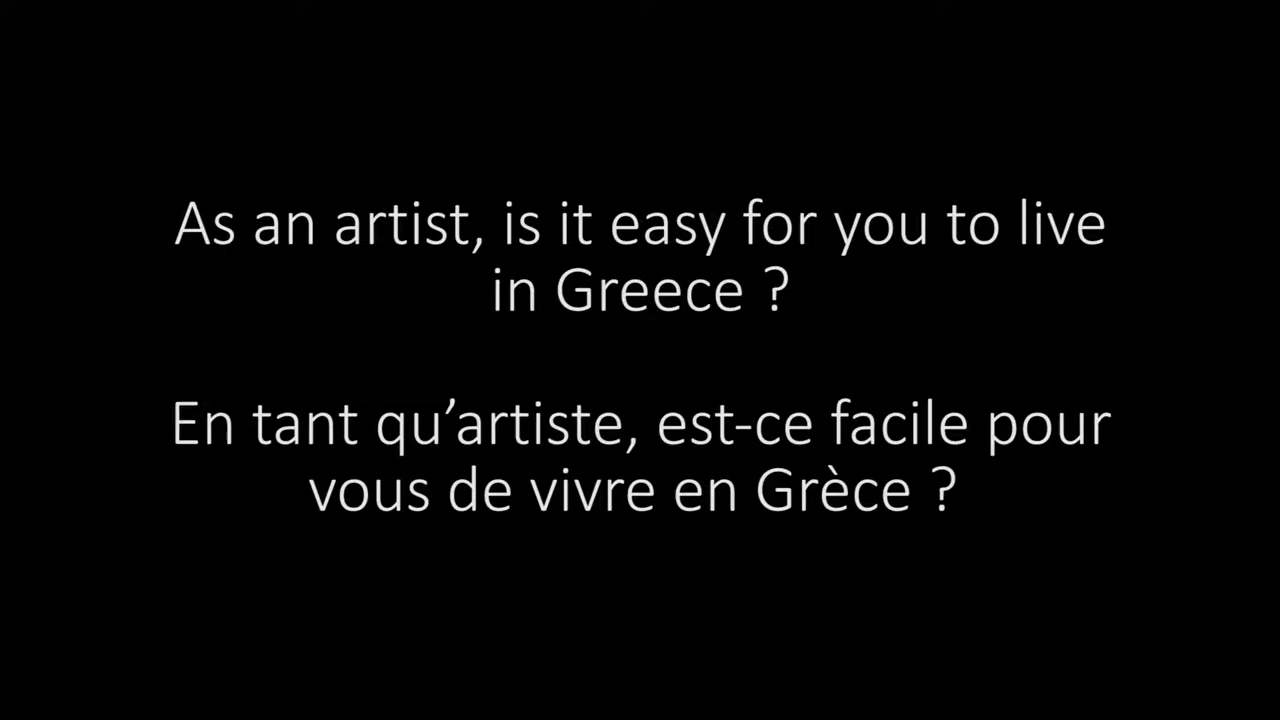 As an artist, is it easy for you to live
in Greece ?
En tant qu’artiste, est-ce facile pour
vous de vivre en Grèce ?